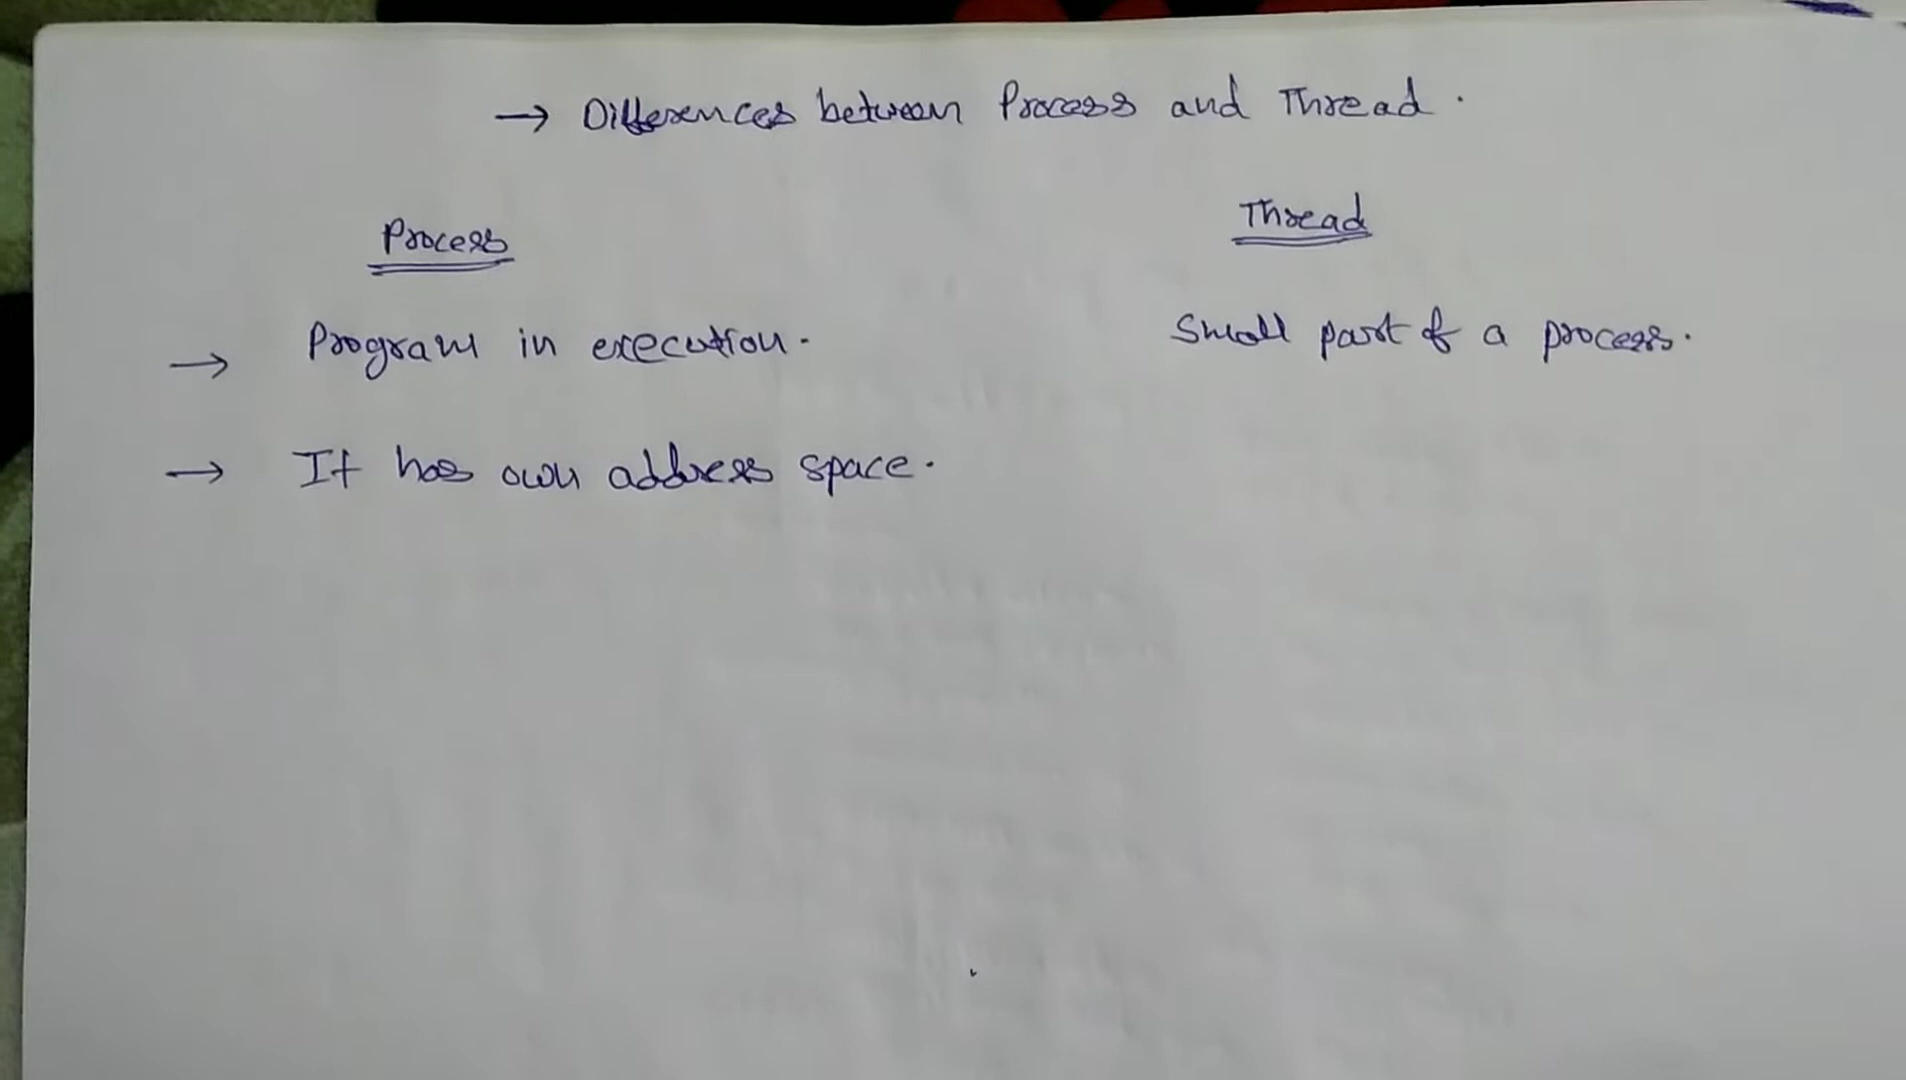 → Differences between Process and Thread.
Process
Thread
→ Program in execution.
Small part of a process.
→ It has own address space.